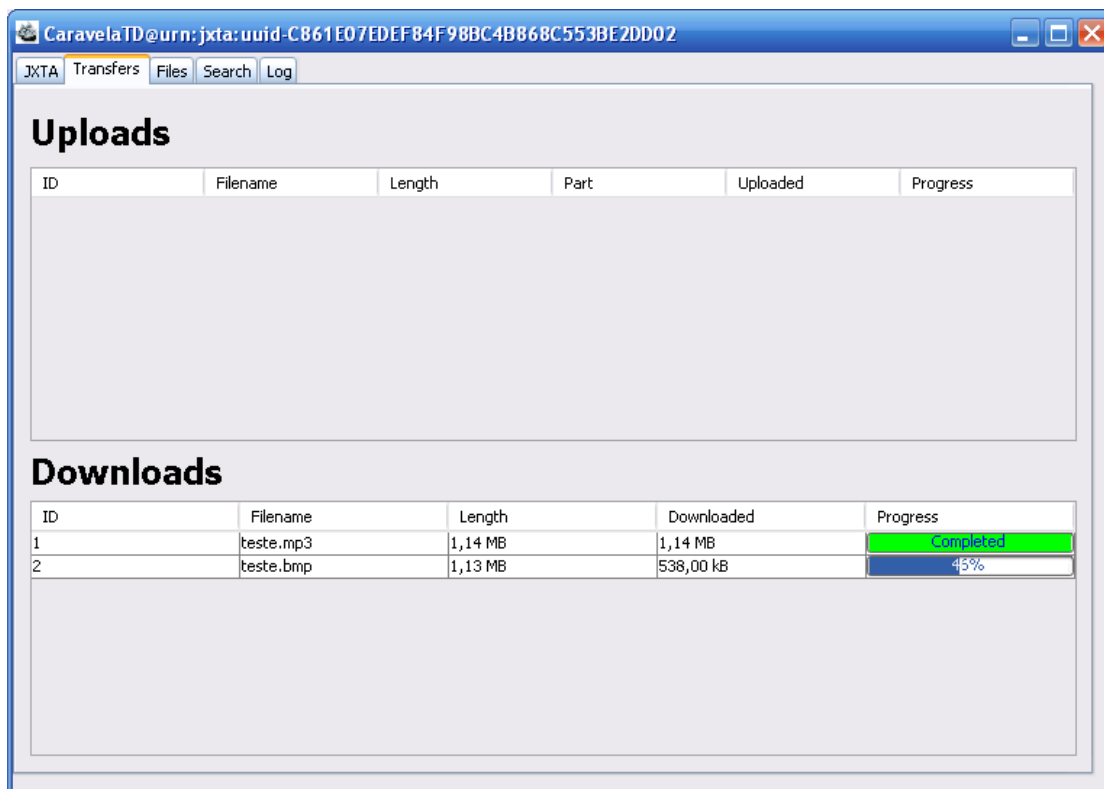 CaravelaTD@urn:jxta:uuid-C861E07EDEF84F98BC4B868C553BE2DD02
JXTA Transfers Files Search Log
Uploads
ID Filename Length Part Uploaded Progress
Downloads
ID Filename Length Downloaded Progress
1 teste.mp3 1,14 MB 1,14 MB Completed
2 teste.bmp 1,13 MB 538,00 kB 46%